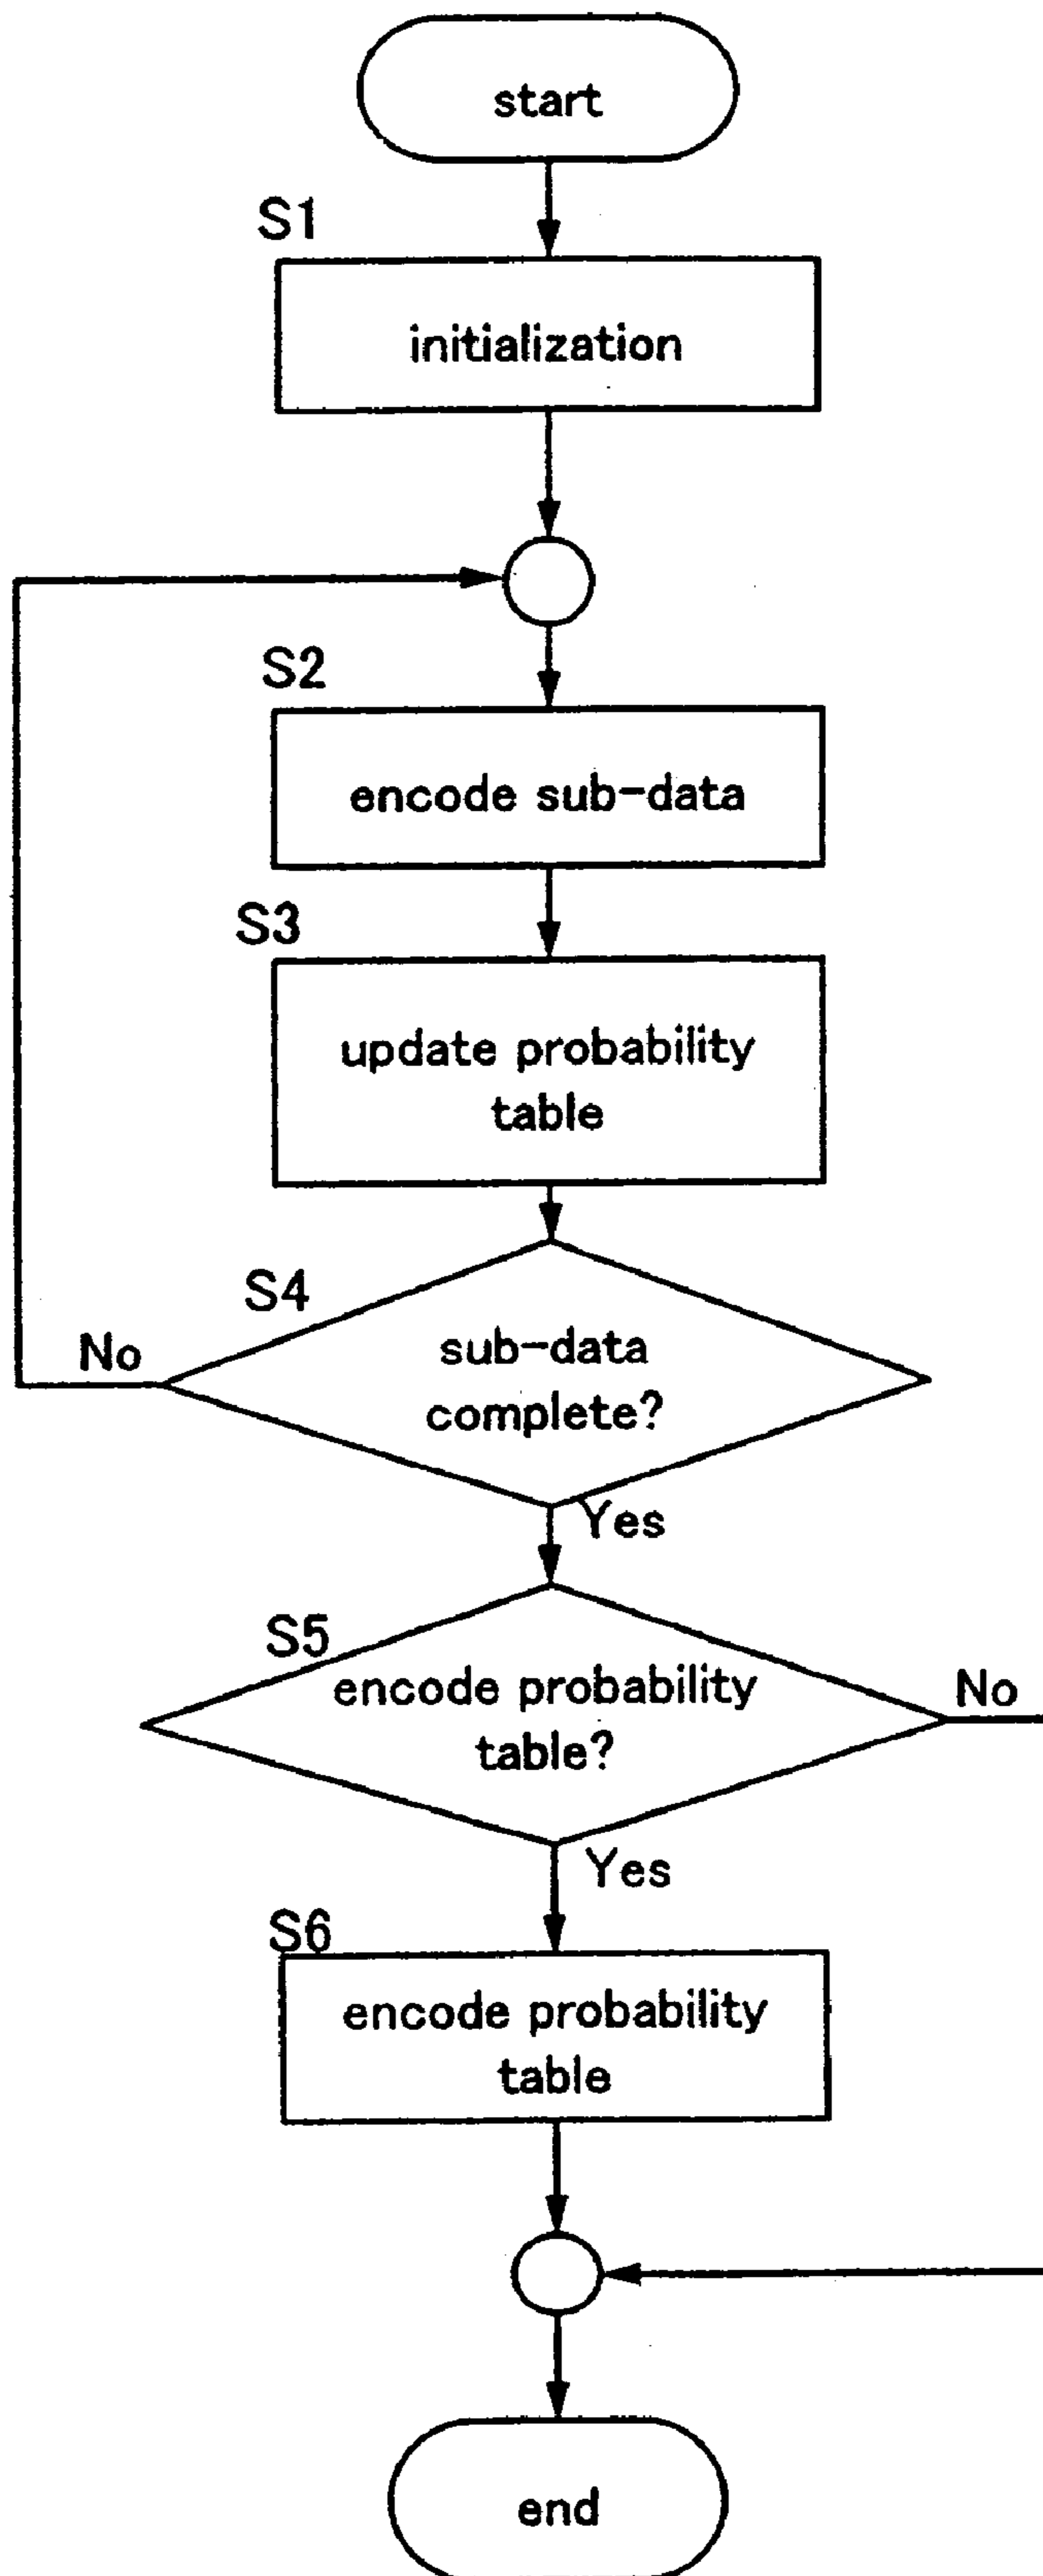 start
S1
initialization
S2
encode sub-data
S3
update probability
table
S4
No
sub-data
complete?
Yes
S5
encode probability
table?
No
Yes
S6
encode probability
table
end